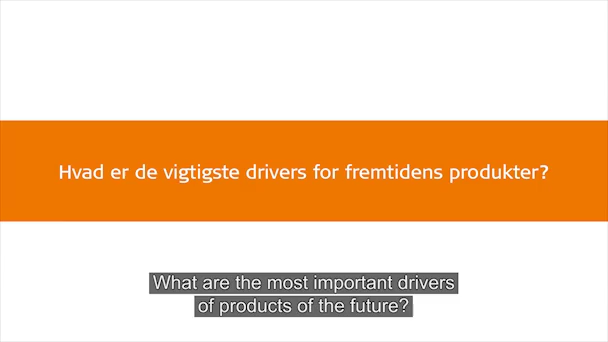 Hvad er de vigtigste drivers for fremtidens produkter?
What are the most important drivers
of products of the future?